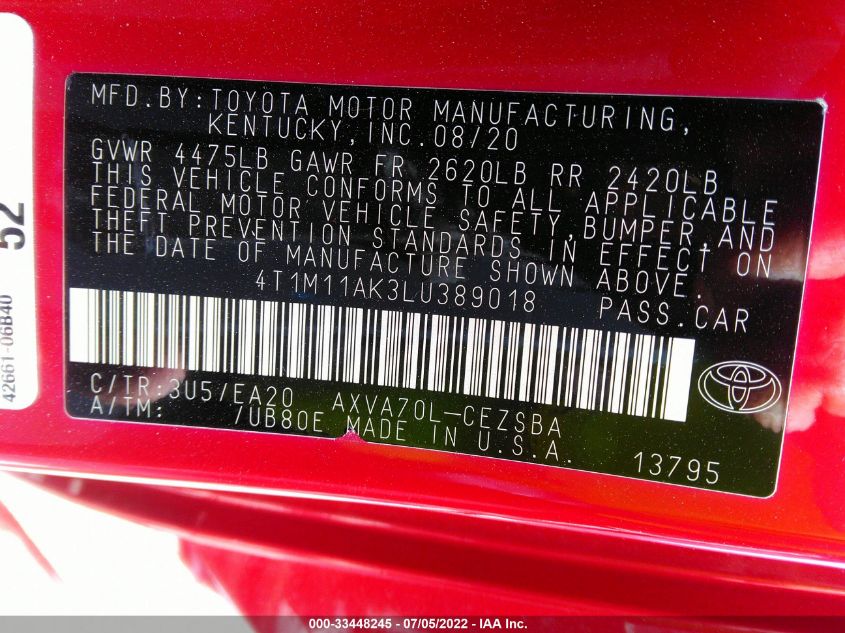 MFD.BY:TOYOTA MOTOR MANUFACTURING,
KENTUCKY,INC.08/20
GVWR 4475LB GAWR FR 2620LB RR 2420LB
THIS VEHICLE CONFORMS TO ALL APPLICABLE
FEDERAL MOTOR VEHICLE SAFETY,BUMPER,AND
THEFT PREVENTION STANDARDS IN EFFECT ON
THE DATE OF MANUFACTURE SHOWN ABOVE.
4T1M11AK3LU389018 PASS.CAR
C/TR:3U5/EA20 AXVA70L-CEZSBA
A/TM: 7UB80E MADE IN U.S.A.
13795
52
42661-06B40
000-33448245 - 07/05/2022 - IAA Inc.